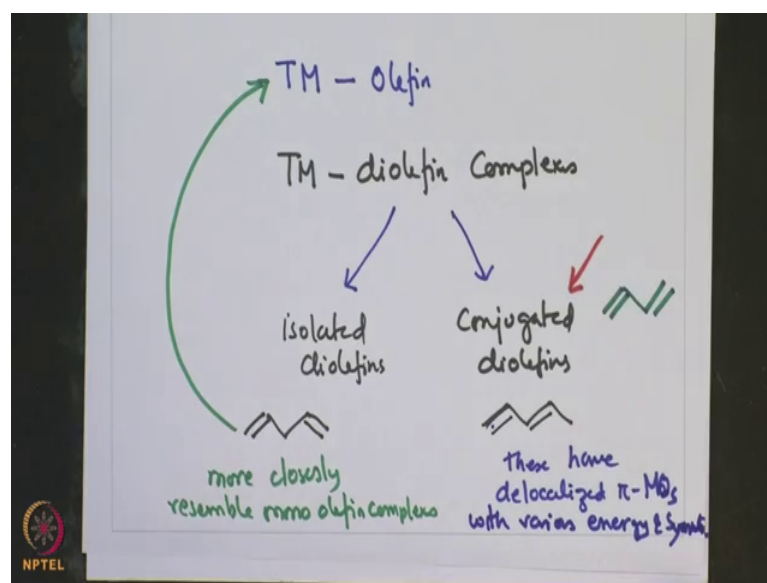 TM – Olefin
TM – diolefin Complexes
isolated
diolefins
Conjugated
diolefins
more closely
resemble mono olefin complexes
these have
delocalized π-MOs
with varies energy &
NPTEL